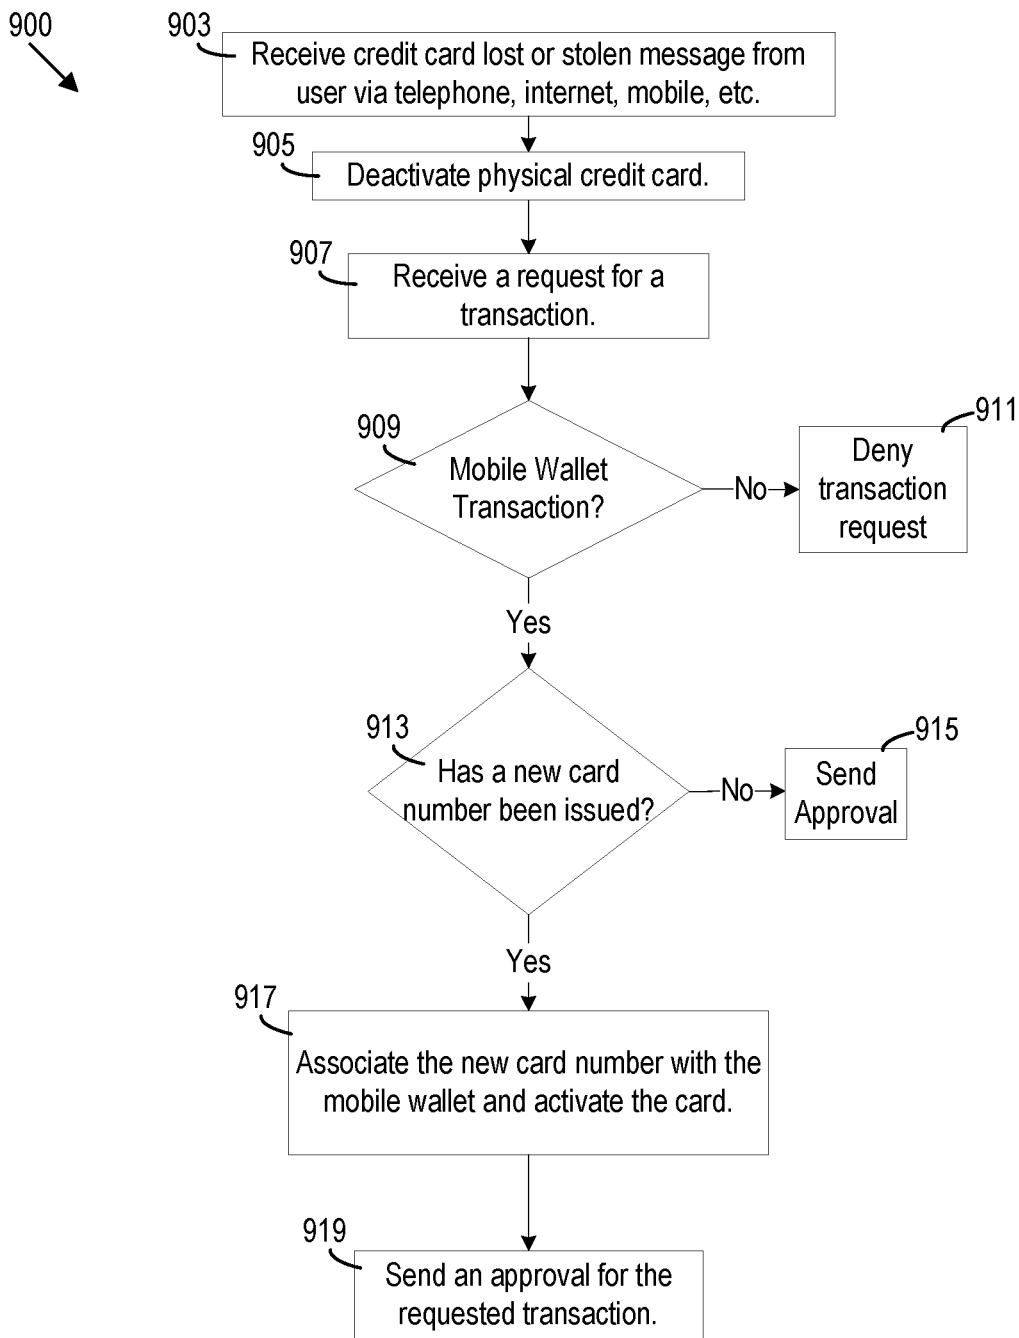 900
903
Receive credit card lost or stolen message from
user via telephone, internet, mobile, etc.
905
Deactivate physical credit card.
907
Receive a request for a
transaction.
909
Mobile Wallet
Transaction?
No
911
Deny
transaction
request
Yes
913
Has a new card
number been issued?
No
915
Send
Approval
Yes
917
Associate the new card number with the
mobile wallet and activate the card.
919
Send an approval for the
requested transaction.